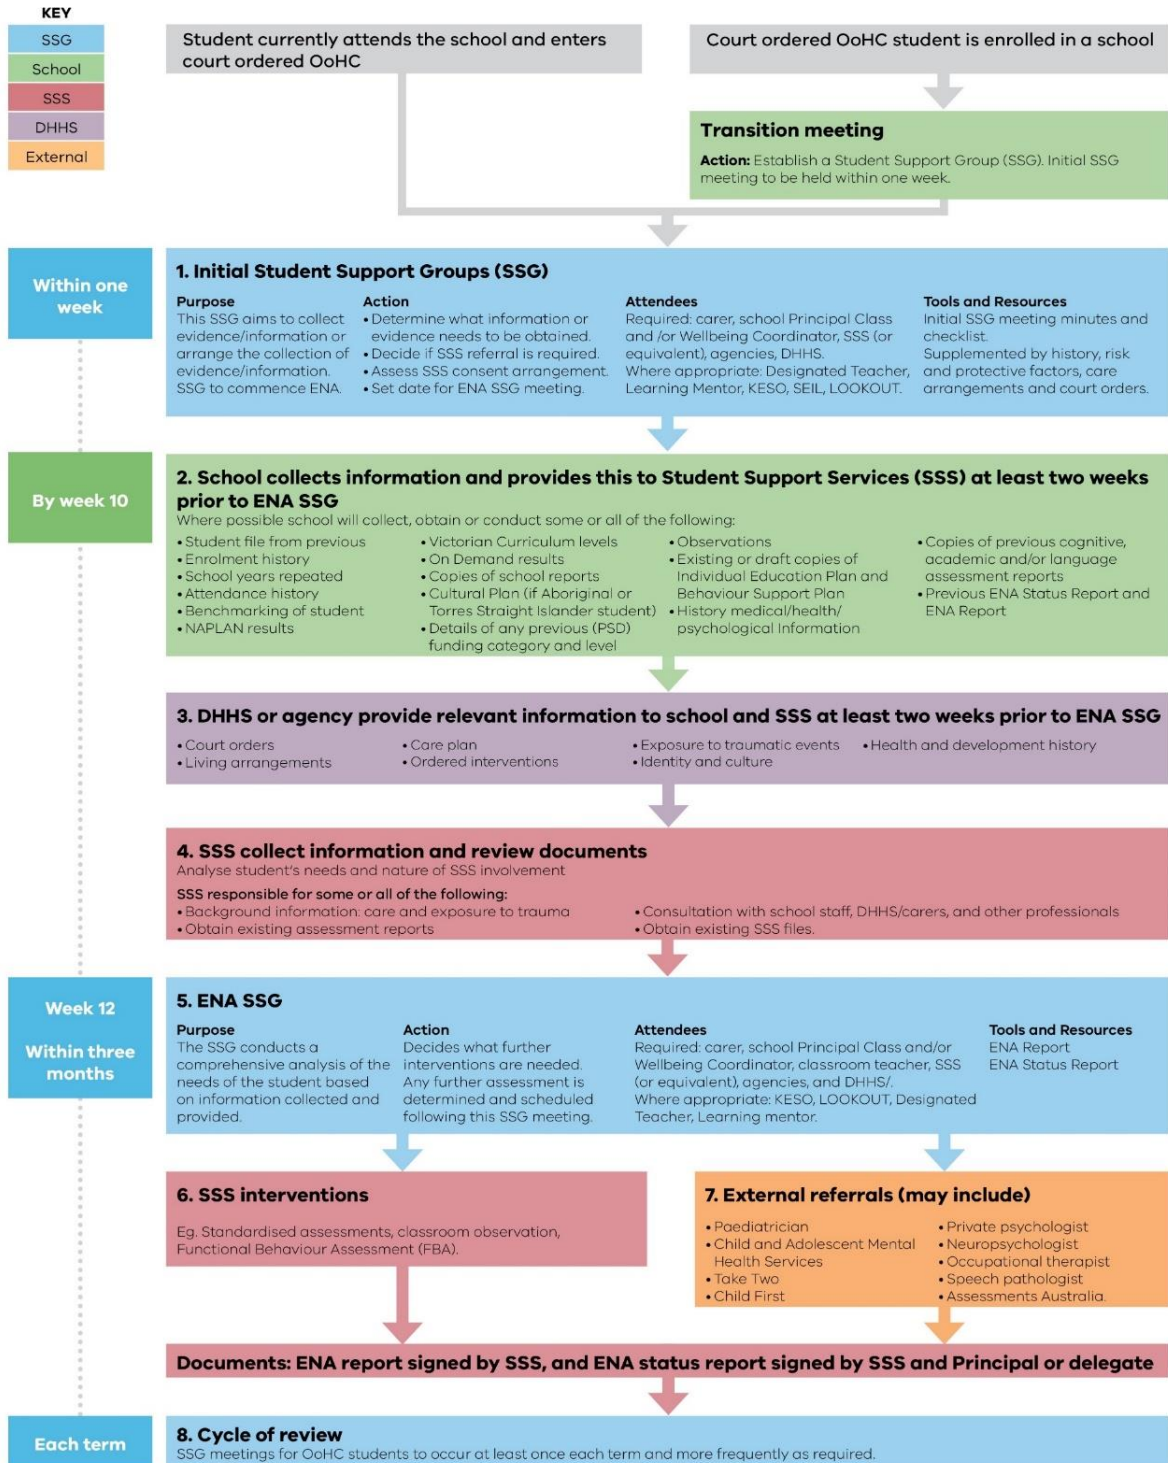 KEY
SSG
School
SSS
DHHS
External
Student currently attends the school and enters
court ordered OoHC
Court ordered OoHC student is enrolled in a school
Transition meeting
Action: Establish a Student Support Group (SSG). Initial SSG
meeting to be held within one week.
Within one
week
1. Initial Student Support Groups (SSG)
Purpose
This SSG aims to collect
evidence/information or
arrange the collection of
evidence/information.
SSG to commence ENA.
Action
• Determine what information or
evidence needs to be obtained.
• Decide if SSS referral is required.
• Assess SSS consent arrangement.
• Set date for ENA SSG meeting.
Attendees
Required: carer, school Principal Class
and /or Wellbeing Coordinator, SSS (or
equivalent), agencies, DHHS.
Where appropriate: Designated Teacher,
Learning Mentor, KESO, SEIL, LOOKOUT.
Tools and Resources
Initial SSG meeting minutes and
checklist.
Supplemented by history, risk
and protective factors, care
arrangements and court orders.
By week 10
2. School collects information and provides this to Student Support Services (SSS) at least two weeks
prior to ENA SSG
Where possible school will collect, obtain or conduct some or all of the following:
• Student file from previous
• Enrolment history
• School years repeated
• Attendance history
• Benchmarking of student
• NAPLAN results
• Victorian Curriculum levels
• On Demand results
• Copies of school reports
• Cultural Plan (if Aboriginal or
Torres Straight Islander student)
• Details of any previous (PSD)
funding category and level
• Observations
• Existing or draft copies of
Individual Education Plan and
Behaviour Support Plan
• History medical/health/
psychological Information
• Copies of previous cognitive,
academic and/or language
assessment reports
• Previous ENA Status Report and
ENA Report
3. DHHS or agency provide relevant information to school and SSS at least two weeks prior to ENA SSG
• Court orders
• Living arrangements
• Care plan
• Ordered interventions
• Exposure to traumatic events
• Identity and culture
• Health and development history
4. SSS collect information and review documents
Analyse student's needs and nature of SSS involvement
SSS responsible for some or all of the following:
• Background information: care and exposure to trauma
• Obtain existing assessment reports
• Consultation with school staff, DHHS/carers, and other professionals
• Obtain existing SSS files.
Week 12
Within three
months
5. ENA SSG
Purpose
The SSG conducts a
comprehensive analysis of the
needs of the student based
on information collected and
provided.
Action
Decides what further
interventions are needed.
Any further assessment is
determined and scheduled
following this SSG meeting.
Attendees
Required: carer, school Principal Class and/or
Wellbeing Coordinator, classroom teacher, SSS
(or equivalent), agencies, and DHHS/.
Where appropriate: KESO, LOOKOUT, Designated
Teacher, Learning mentor.
Tools and Resources
ENA Report
ENA Status Report
6. SSS interventions
Eg. Standardised assessments, classroom observation,
Functional Behaviour Assessment (FBA).
7. External referrals (may include)
• Paediatrician
• Child and Adolescent Mental
Health Services
• Take Two
• Child First
• Private psychologist
• Neuropsychologist
• Occupational therapist
• Speech pathologist
• Assessments Australia.
Documents: ENA report signed by SSS, and ENA status report signed by SSS and Principal or delegate
Each term
8. Cycle of review
SSG meetings for OoHC students to occur at least once each term and more frequently as required.